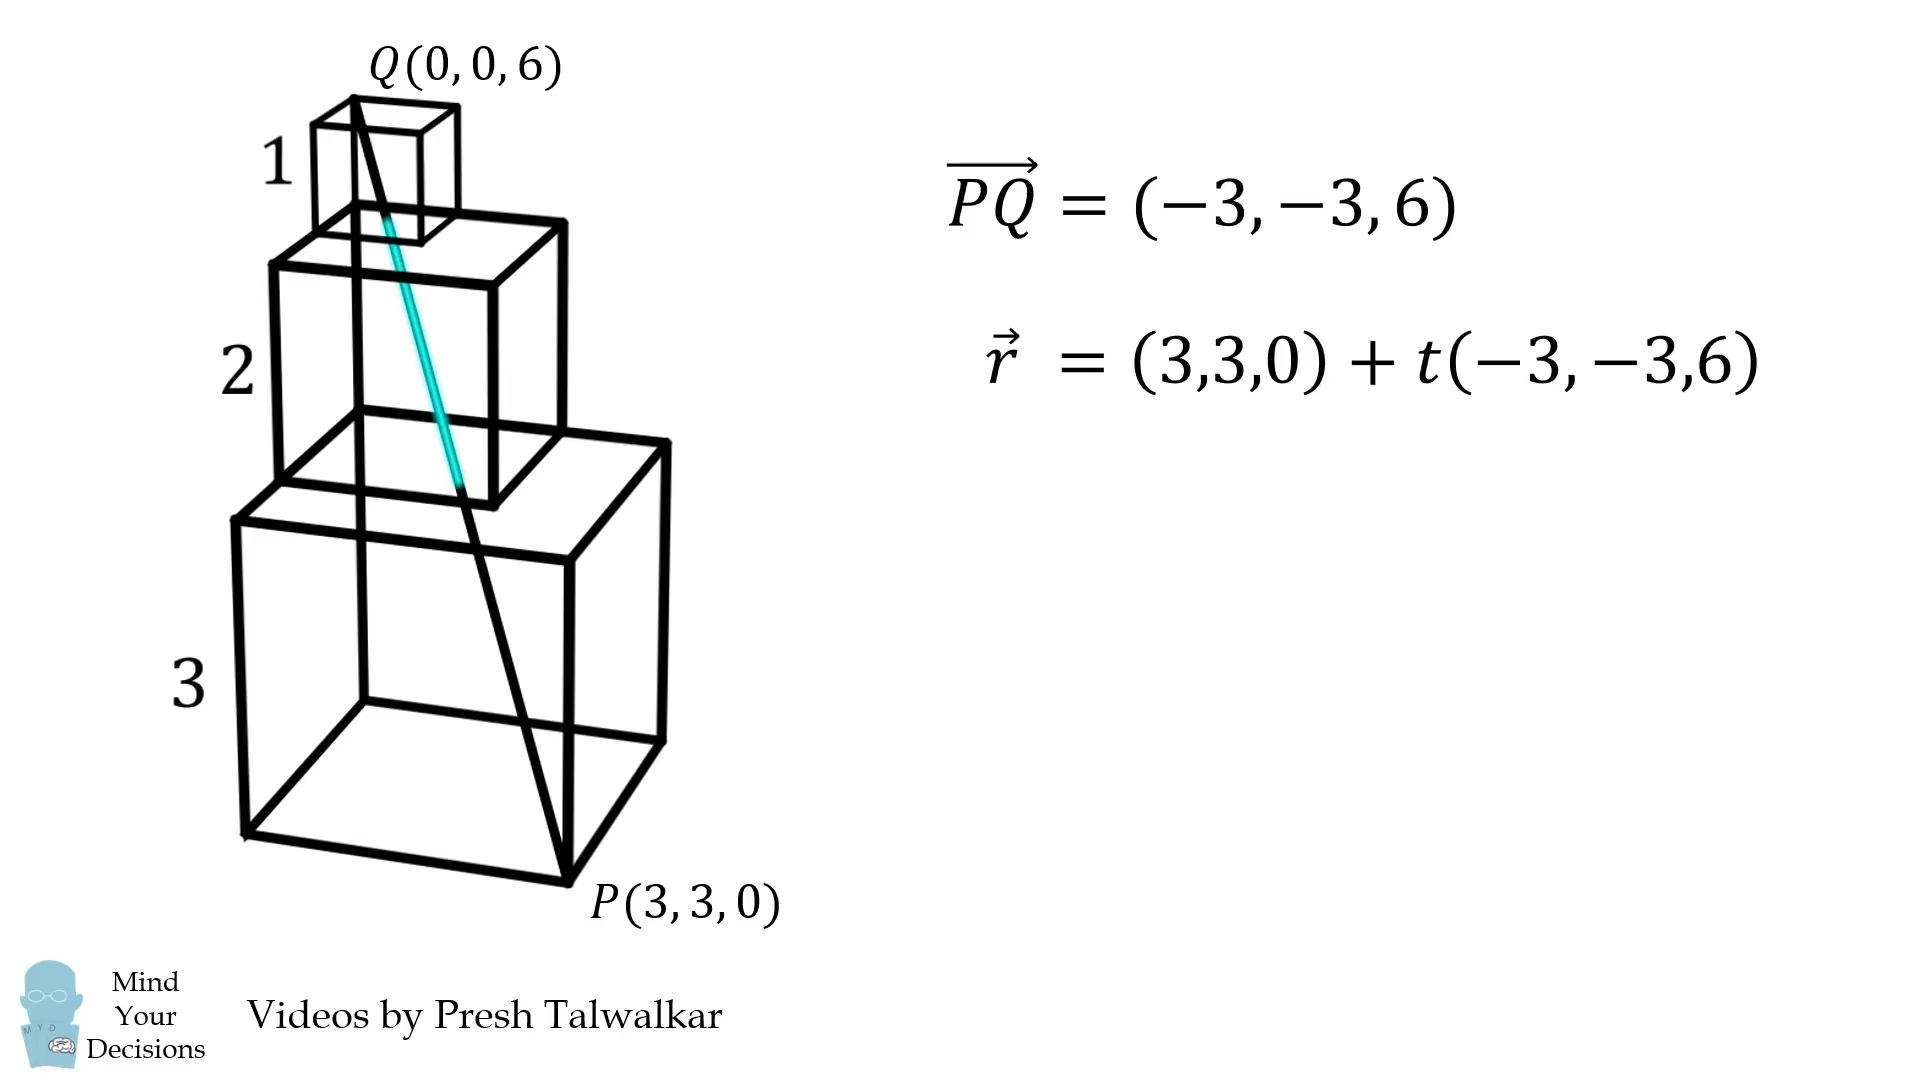 Q(0, 0, 6)
1
2
3
P(3, 3, 0)
PQ⃗ = (−3, −3, 6)
r⃗ = (3,3,0) + t(−3, −3,6)
M Y D
Mind
Your
Decisions
Videos by Presh Talwalkar